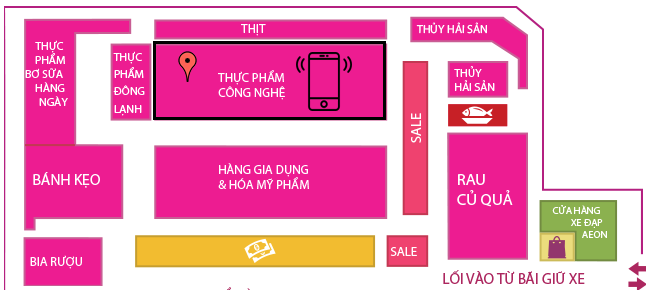 THỊT
THỦY HẢI SẢN
THỰC
PHẨM
BƠ SỮA
HÀNG
NGÀY
THỰC
PHẨM
ĐÔNG
LẠNH
THỰC PHẨM
CÔNG NGHỆ
THỦY
HẢI SẢN
SALE
BÁNH KẸO
HÀNG GIA DỤNG
& HÓA MỸ PHẨM
RAU
CỦ QUẢ
CỬA HÀNG
XE ĐẠP
AEON
BIA RƯỢU
SALE
LỐI VÀO TỪ BÃI GIỮ XE